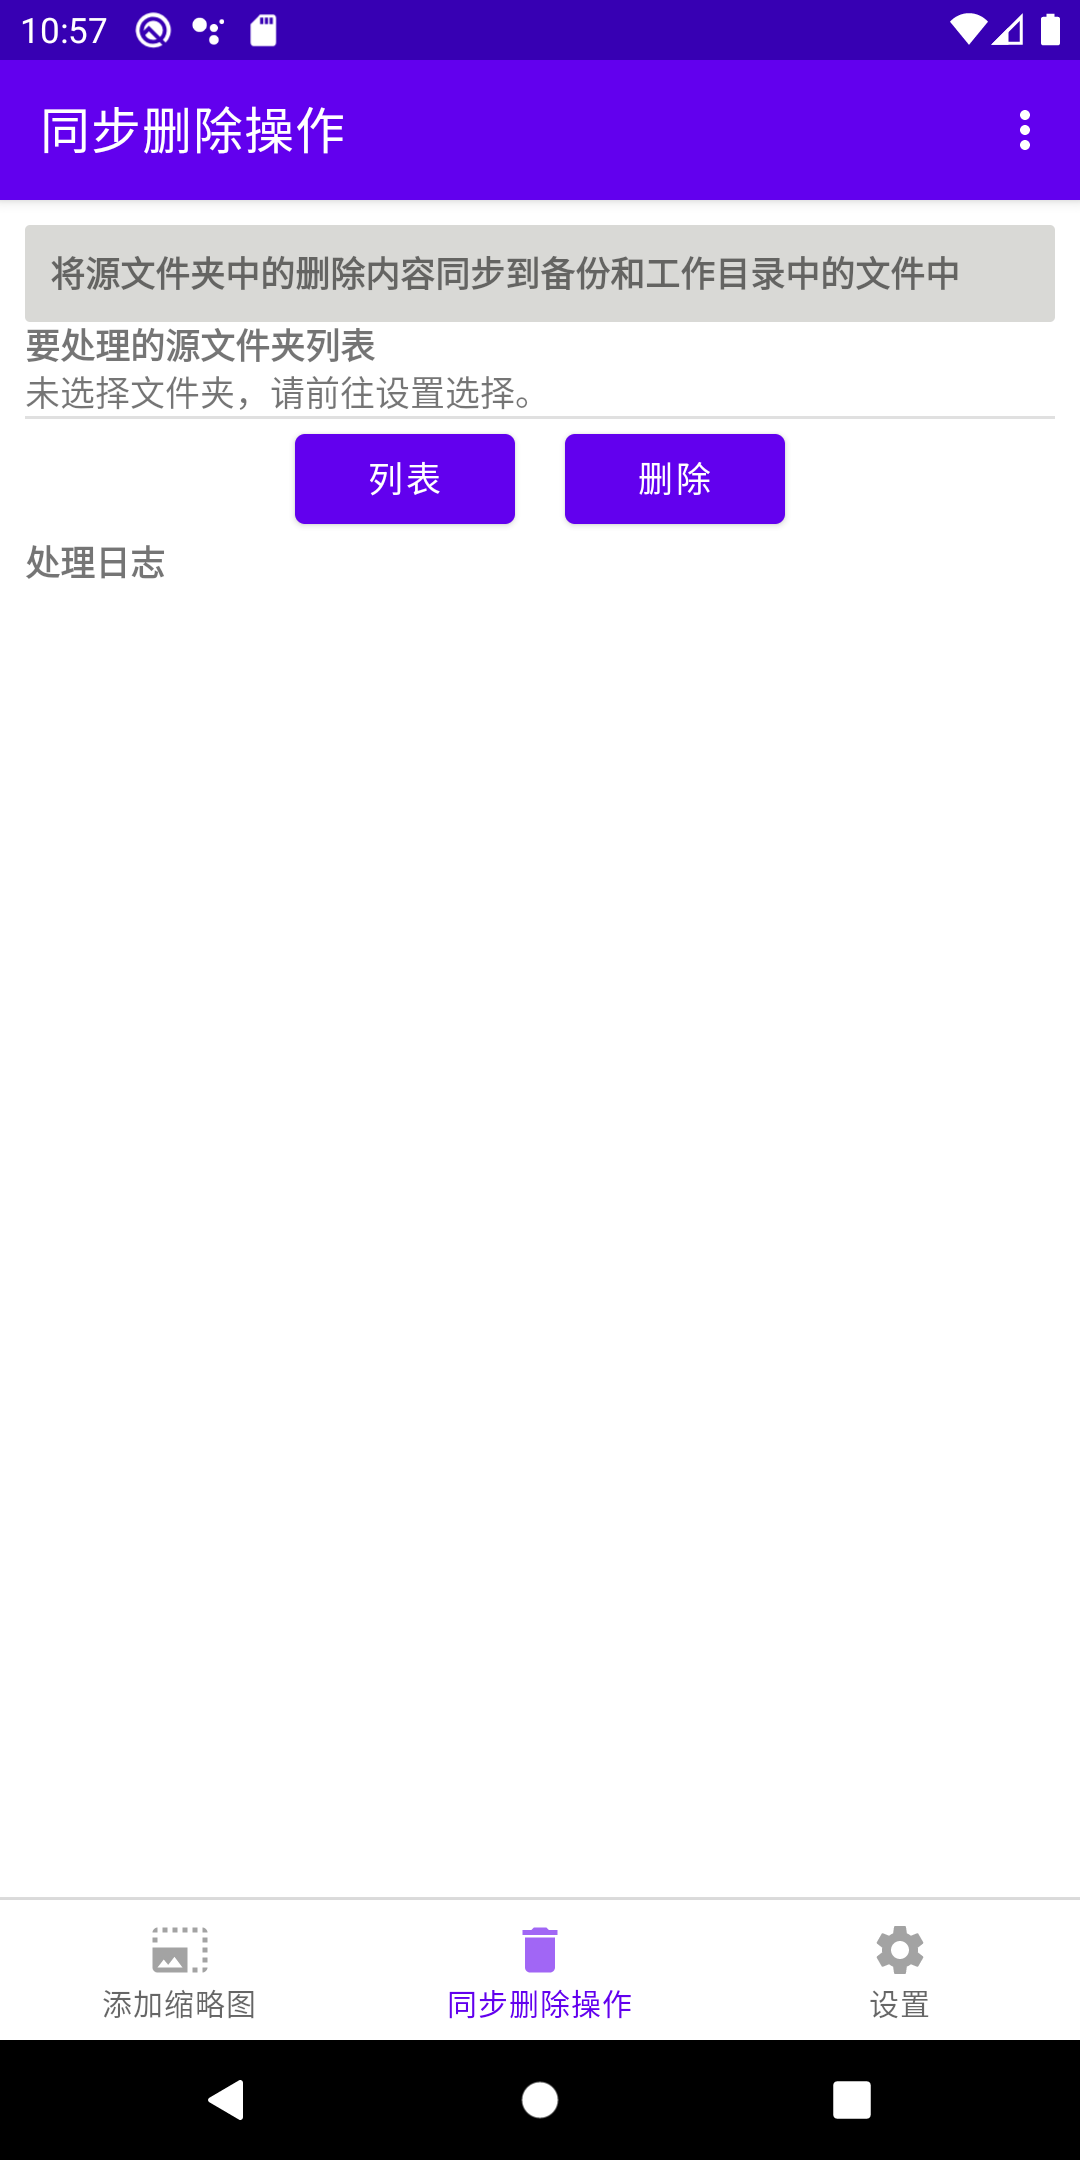 10:57
同步删除操作
将源文件夹中的删除内容同步到备份和工作目录中的文件中
要处理的源文件夹列表
未选择文件夹，请前往设置选择。
列表
删除
处理日志
添加缩略图
同步删除操作
设置